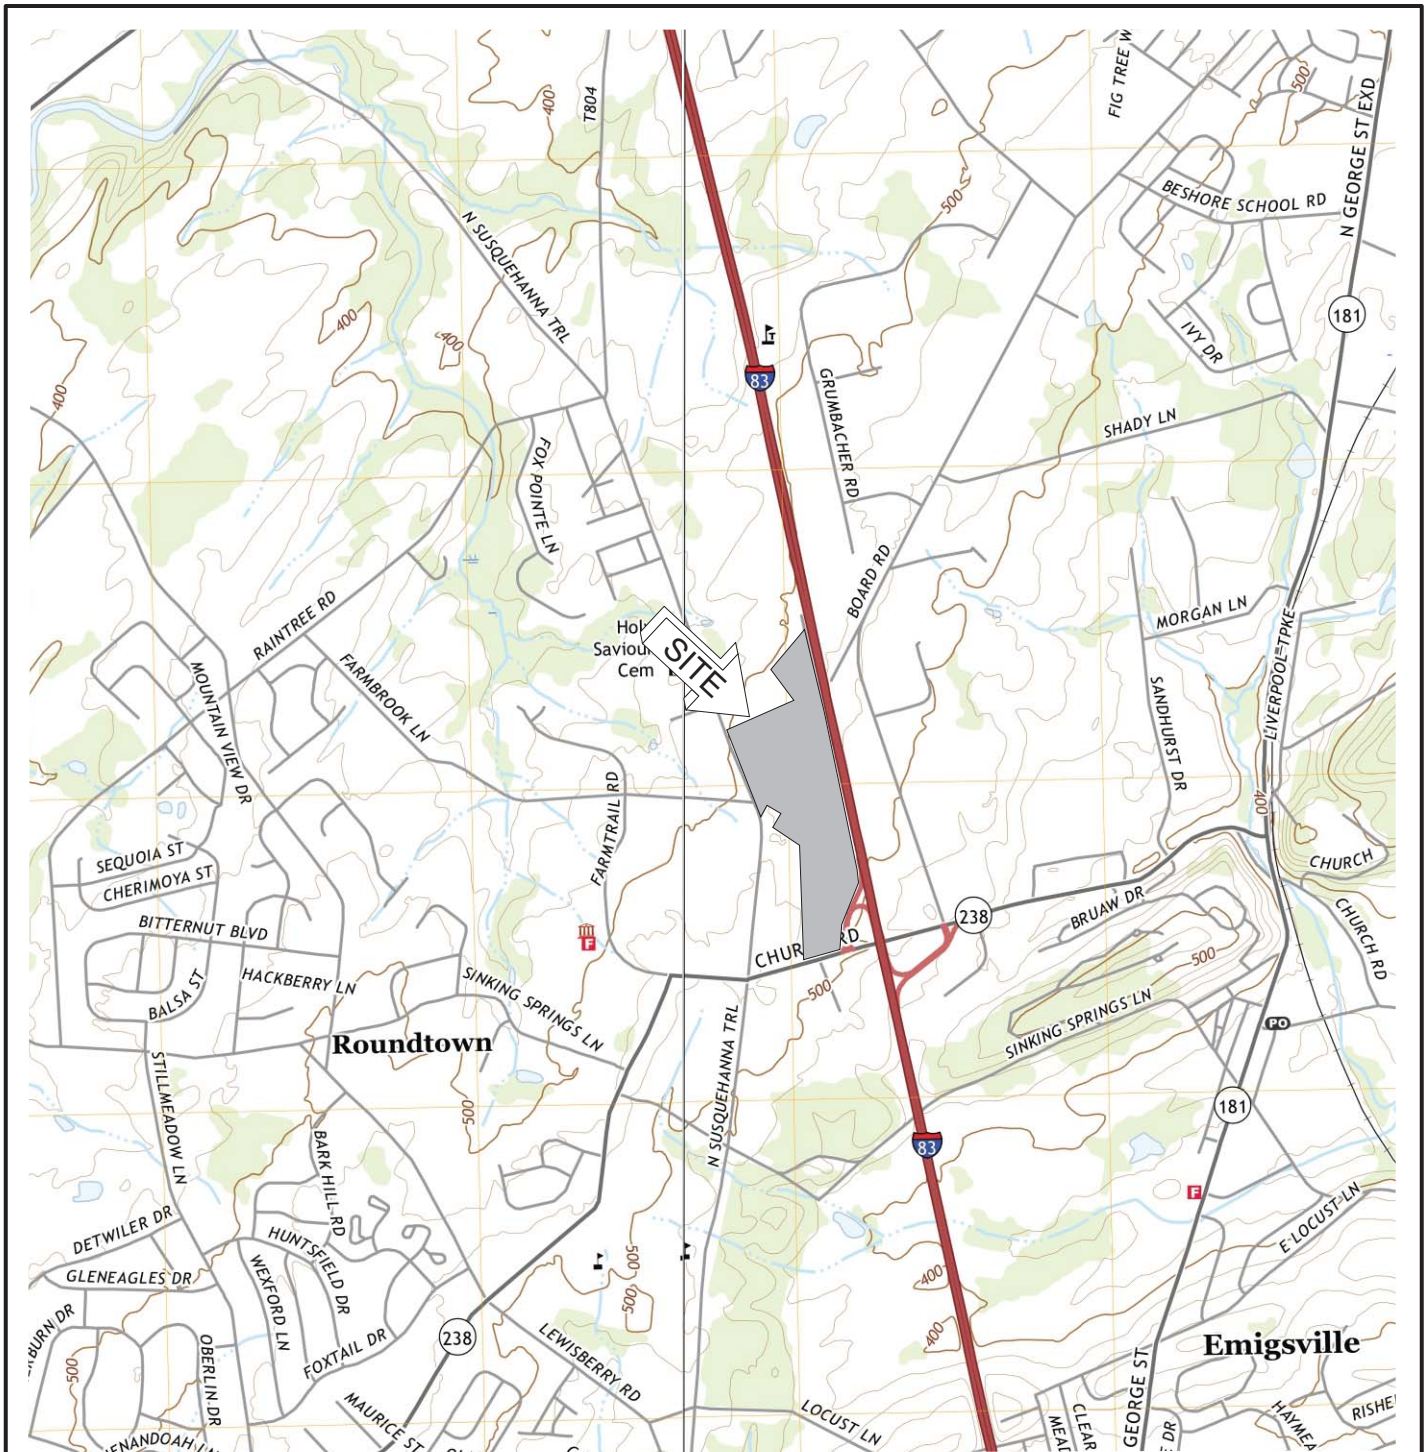 FIG TREE W
500
400
T804
N GEORGE ST EXD
BESHORE SCHOOL RD
500
N SUSQUEHANNA TRL
181
400
400
IVY DR
83
400
GRUMBACHER RD
SHADY LN
FOX POINTE LN
BOARD RD
RAINTREE RD
MORGAN LN
LIVERPOOL TPKE
Cem
SITE
FARMBROOK LN
MOUNTAIN VIEW DR
SANDHURST DR
FARMTRAIL RD
400
SEQUOIA ST
CHURCH
CHERIMOYA ST
238
BRUAW DR
CHURCH RD
BITTERNUT BLVD
F
RD
HACKBERRY LN
500
BALSA ST
SINKING SPRINGS LN
500
SINKING SPRINGS LN
PO
Roundtown
N SUSQUEHANNA TRL
STILLMEADOW LN
500
181
BARK HILL RD
83
F
DETWILER DR
E LOCUST LN
HUNTSFIELD DR
500
GLENEAGLES DR
WEXFORD LN
400
500
238
400
Emigsville
OBERLIN DR
FOXTAIL DR
LEWISBERRY RD
500
GEORGE ST
MAURICE ST
LOCUST LN
CLEAR
MEAD
E DR
HAYMEA
RISHE